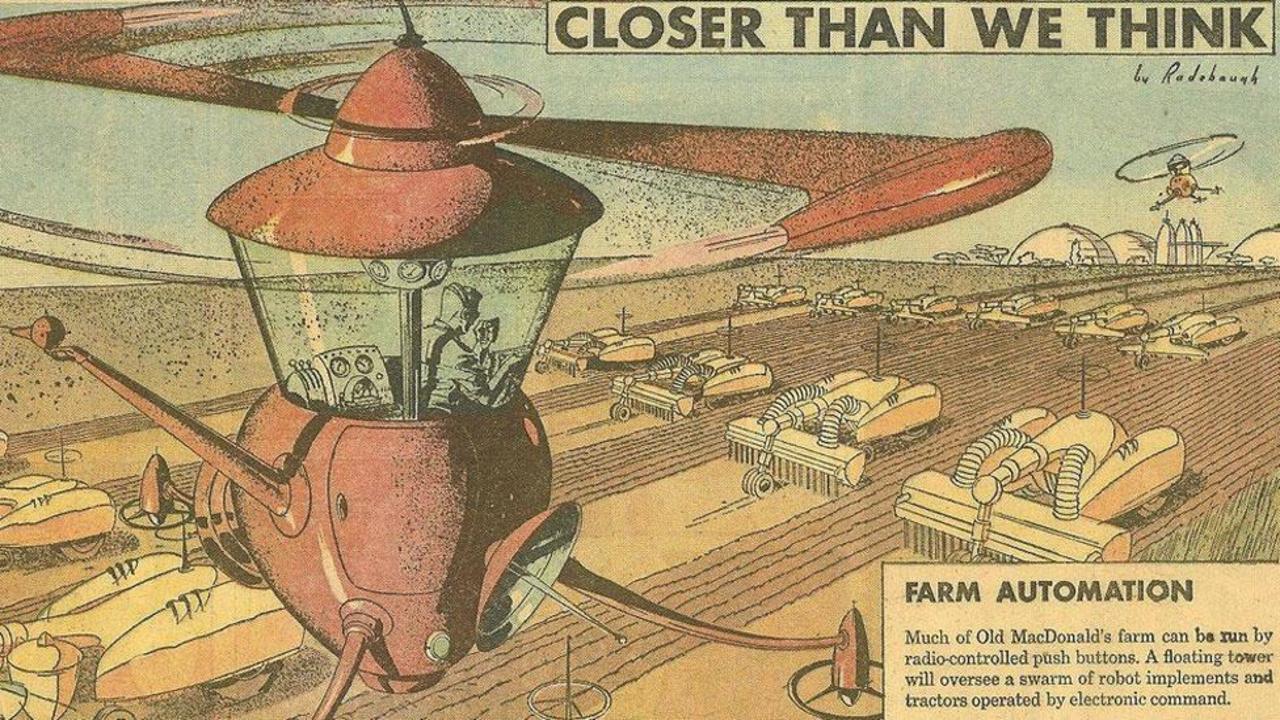 CLOSER THAN WE THINK
by Radebaugh
FARM AUTOMATION
Much of Old MacDonald's farm can be run by
radio-controlled push buttons. A floating tower
will oversee a swarm of robot implements and
tractors operated by electronic command.